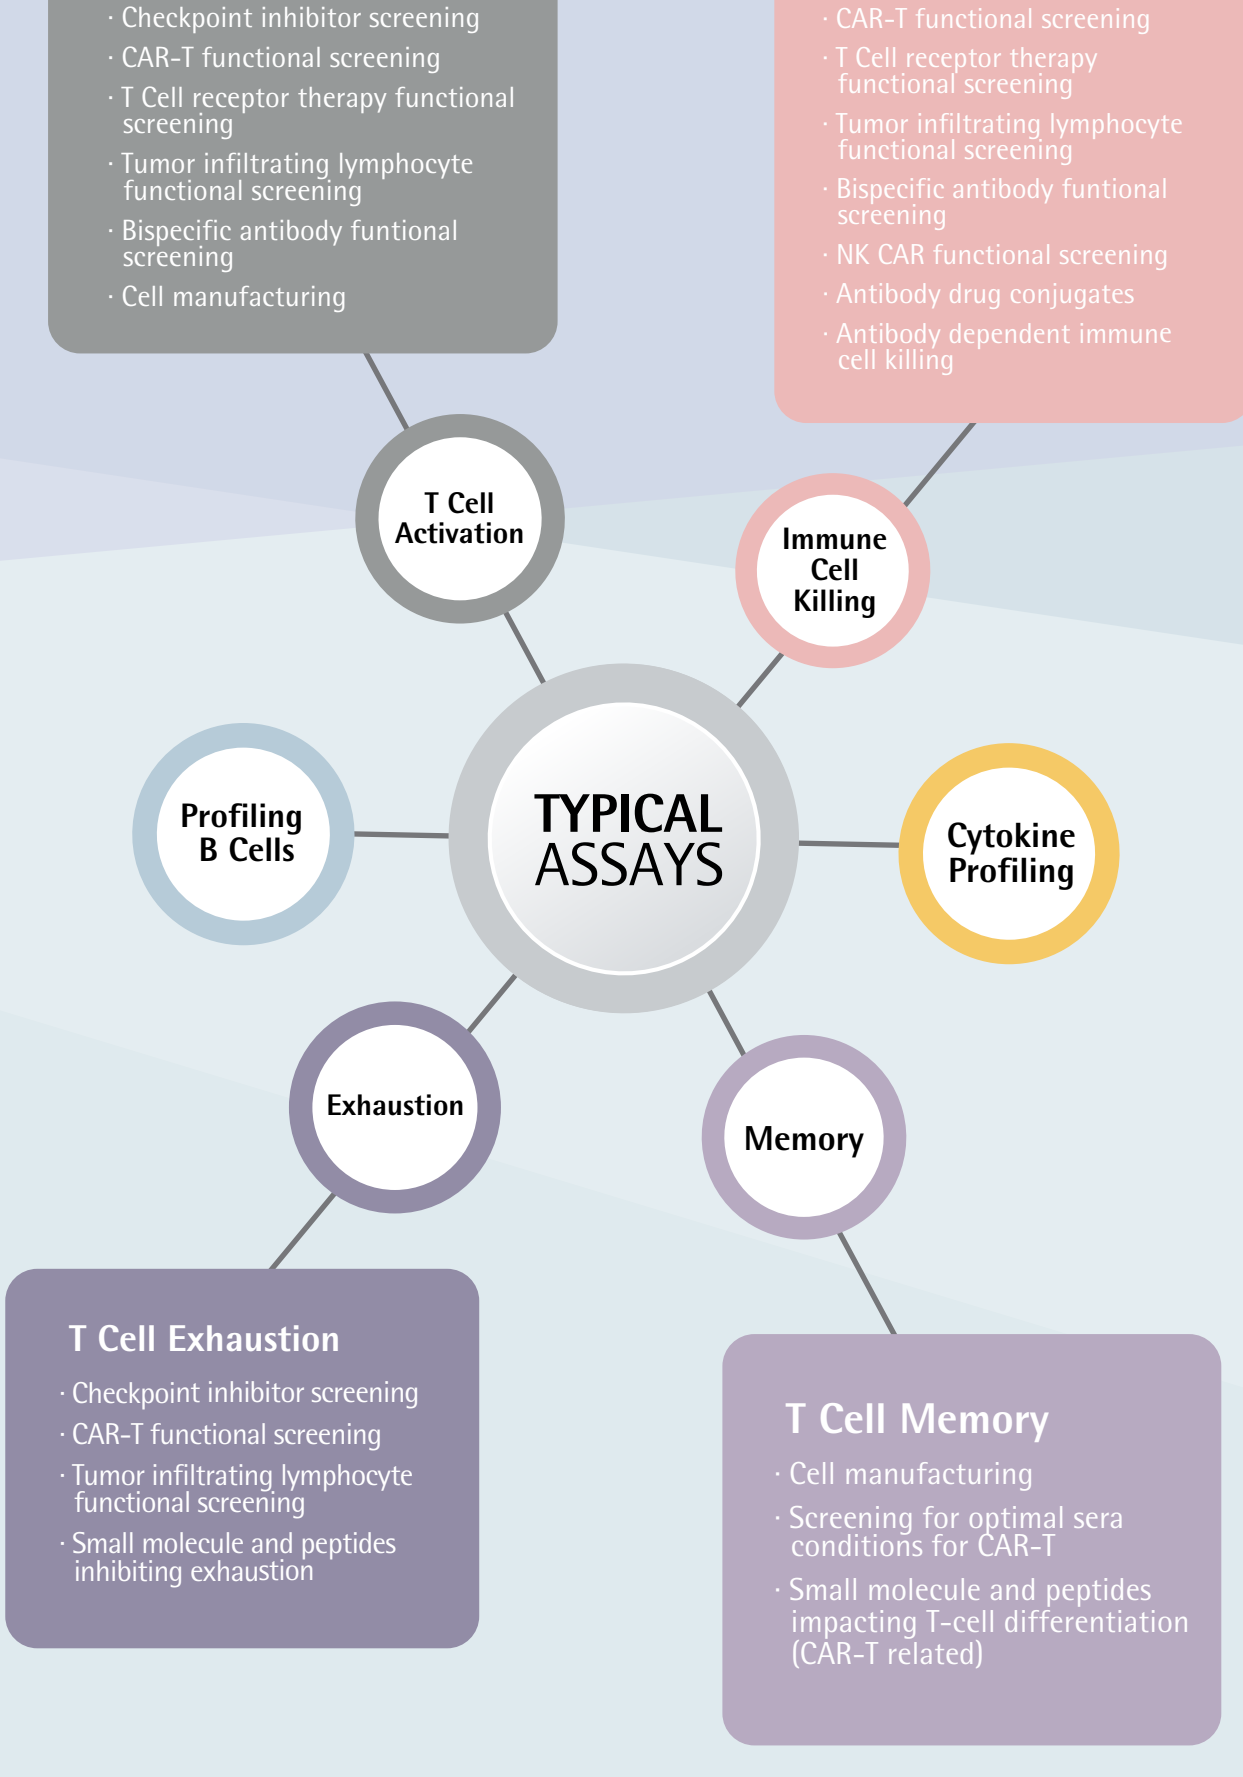 · Checkpoint inhibitor screening
· CAR-T functional screening
· T Cell receptor therapy functional
screening
· Tumor infiltrating lymphocyte
functional screening
· Bispecific antibody funtional
screening
· Cell manufacturing
· CAR-T functional screening
· T Cell receptor therapy
functional screening
· Tumor infiltrating lymphocyte
functional screening
· Bispecific antibody funtional
screening
· NK CAR functional screening
· Antibody drug conjugates
· Antibody dependent immune
cell killing
T Cell
Activation
Immune
Cell
Killing
Profiling
B Cells
TYPICAL
ASSAYS
Cytokine
Profiling
Exhaustion
Memory
T Cell Exhaustion
· Checkpoint inhibitor screening
· CAR-T functional screening
· Tumor infiltrating lymphocyte
functional screening
· Small molecule and peptides
inhibiting exhaustion
T Cell Memory
· Cell manufacturing
· Screening for optimal sera
conditions for CAR-T
· Small molecule and peptides
impacting T-cell differentiation
(CAR-T related)